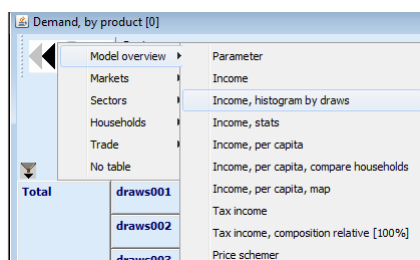 Demand, by product [0]
Model overview
Markets
Sectors
Households
Trade
No table
Parameter
Income
Income, histogram by draws
Income, stats
Income, per capita
Income, per capita, compare households
Income, per capita, map
Tax income
Tax income, composition relative [100%]
Price schemer
Total
draws001
draws002
draws003